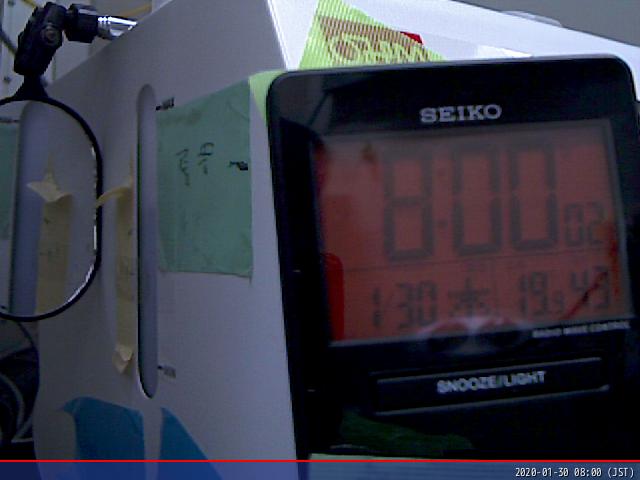 SEIKO
8:00 02
1/30 木 19.9 43
RADIO WAVE CONTROL
SNOOZE/LIGHT
2020-01-30 08:00 (JST)